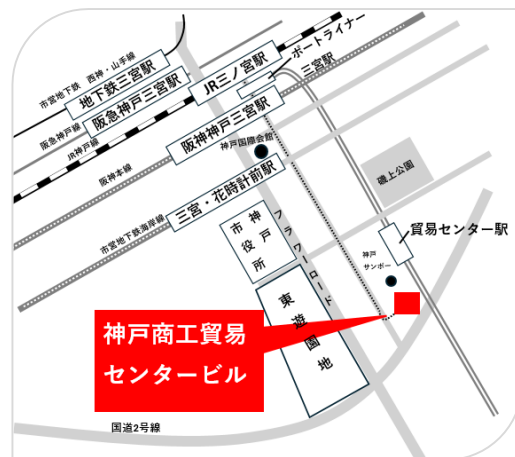 市営地下鉄 西神・山手線
地下鉄三宮駅
阪急神戸線
阪急神戸三宮駅
JR神戸線
JR三ノ宮駅
ポートライナー
三宮駅
阪神本線
阪神神戸三宮駅
神戸国際会館
磯上公園
市営地下鉄海岸線
三宮・花時計前駅
神戸
市役所
フラワーロード
貿易センター駅
神戸
サンボー
東遊園地
神戸商工貿易
センタービル
国道2号線